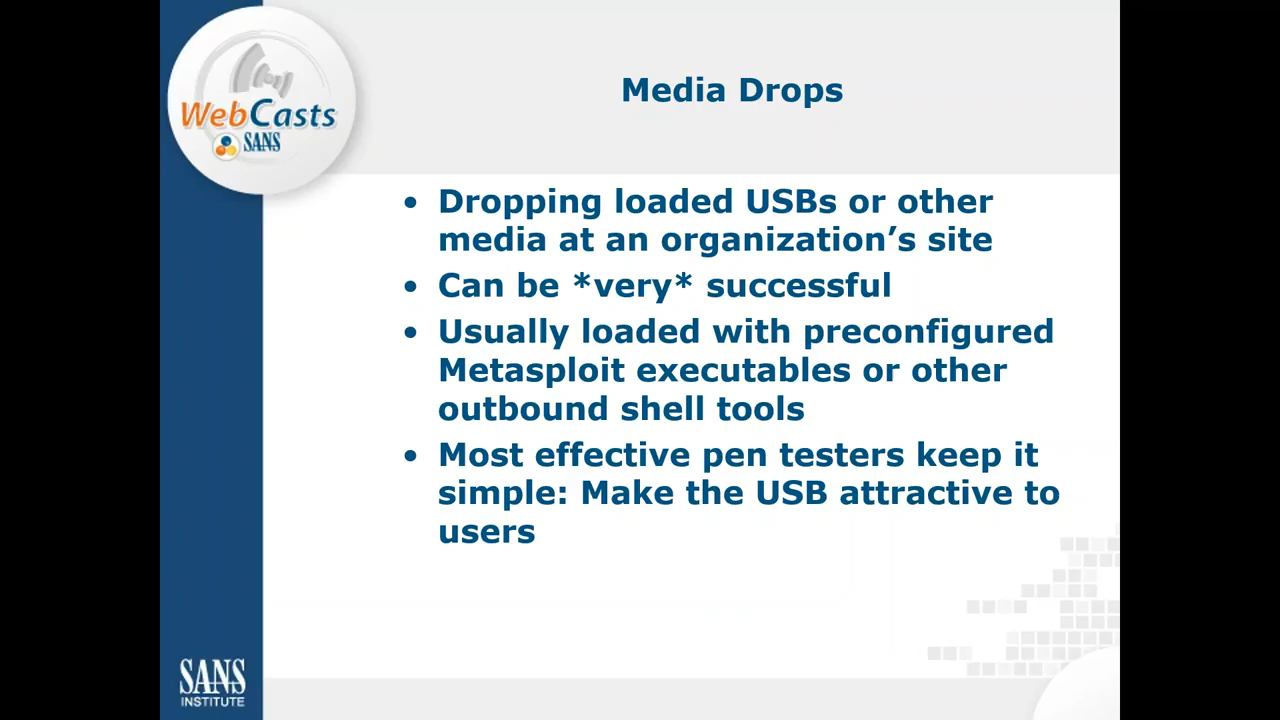 WebCasts
SANS
Media Drops
• Dropping loaded USBs or other
media at an organization’s site
• Can be *very* successful
• Usually loaded with preconfigured
Metasploit executables or other
outbound shell tools
• Most effective pen testers keep it
simple: Make the USB attractive to
users
SANS
INSTITUTE